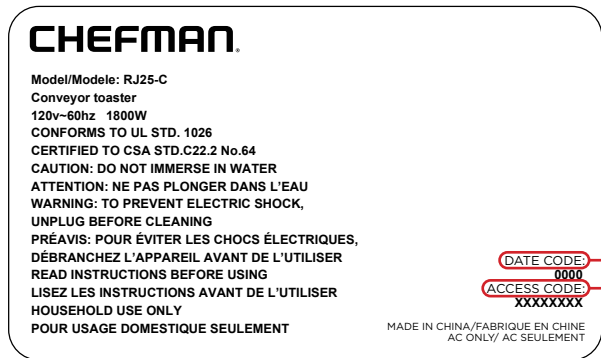 CHEFMAN.
Model/Modele: RJ25-C
Conveyor toaster
120v~60hz 1800W
CONFORMS TO UL STD. 1026
CERTIFIED TO CSA STD.C22.2 No.64
CAUTION: DO NOT IMMERSE IN WATER
ATTENTION: NE PAS PLONGER DANS L'EAU
WARNING: TO PREVENT ELECTRIC SHOCK,
UNPLUG BEFORE CLEANING
PRÉAVIS: POUR ÉVITER LES CHOCS ÉLECTRIQUES,
DÉBRANCHEZ L'APPAREIL AVANT DE L'UTILISER
READ INSTRUCTIONS BEFORE USING
LISEZ LES INSTRUCTIONS AVANT DE L'UTILISER
HOUSEHOLD USE ONLY
POUR USAGE DOMESTIQUE SEULEMENT
DATE CODE:
0000
ACCESS CODE:
XXXXXXXX
MADE IN CHINA/FABRIQUE EN CHINE
AC ONLY/ AC SEULEMENT